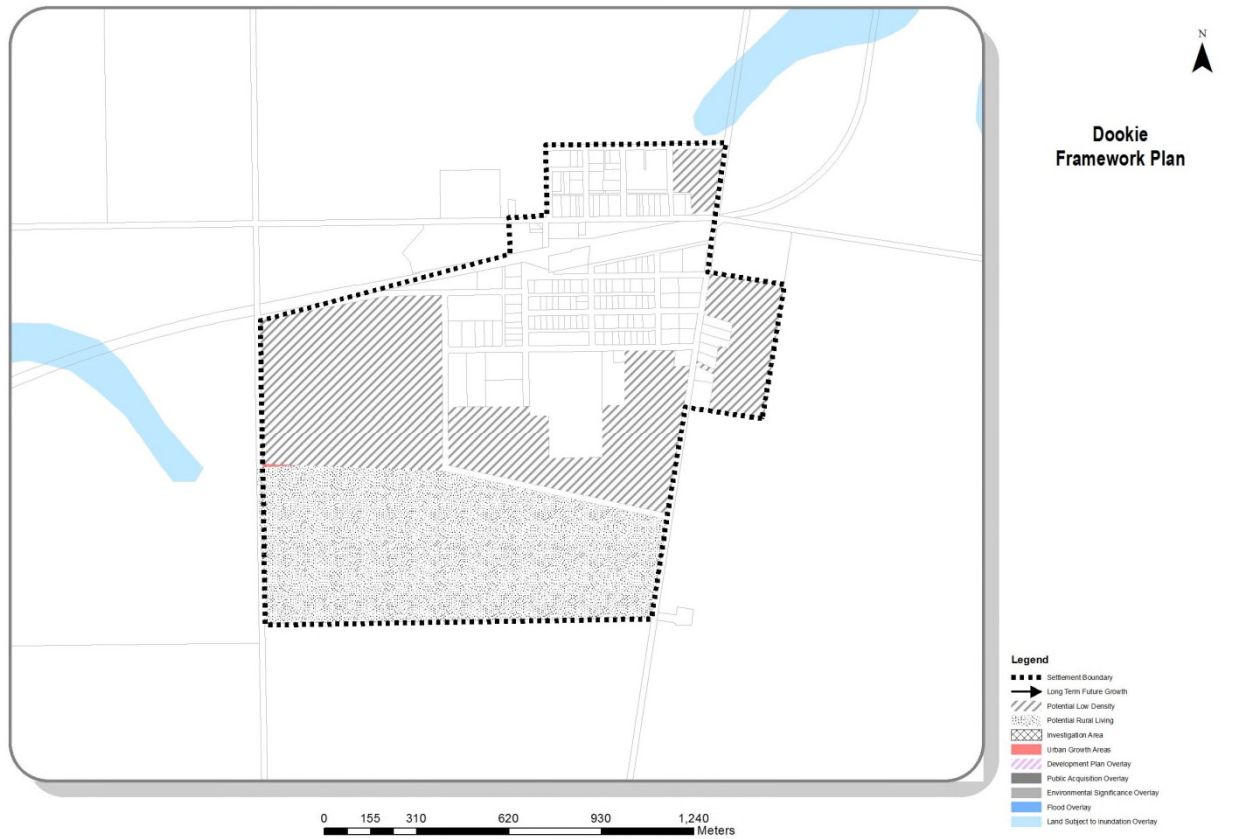 N
Dookie
Framework Plan
Legend
Settlement Boundary
Long Term Future Growth
Potential Low Density
Potential Rural Living
Investigation Area
Urban Growth Areas
Development Plan Overlay
Public Acquisition Overlay
Environmental Significance Overlay
Flood Overlay
Land Subject to inundation Overlay
0 155 310 620 930 1,240
Meters